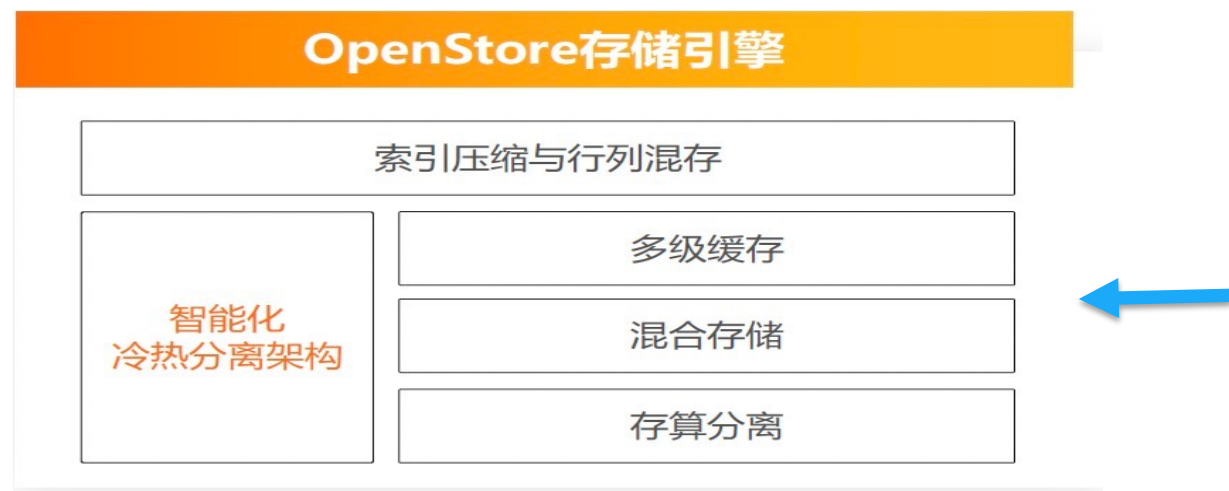 OpenStore存储引擎
索引压缩与行列混存
智能化
冷热分离架构
多级缓存
混合存储
存算分离